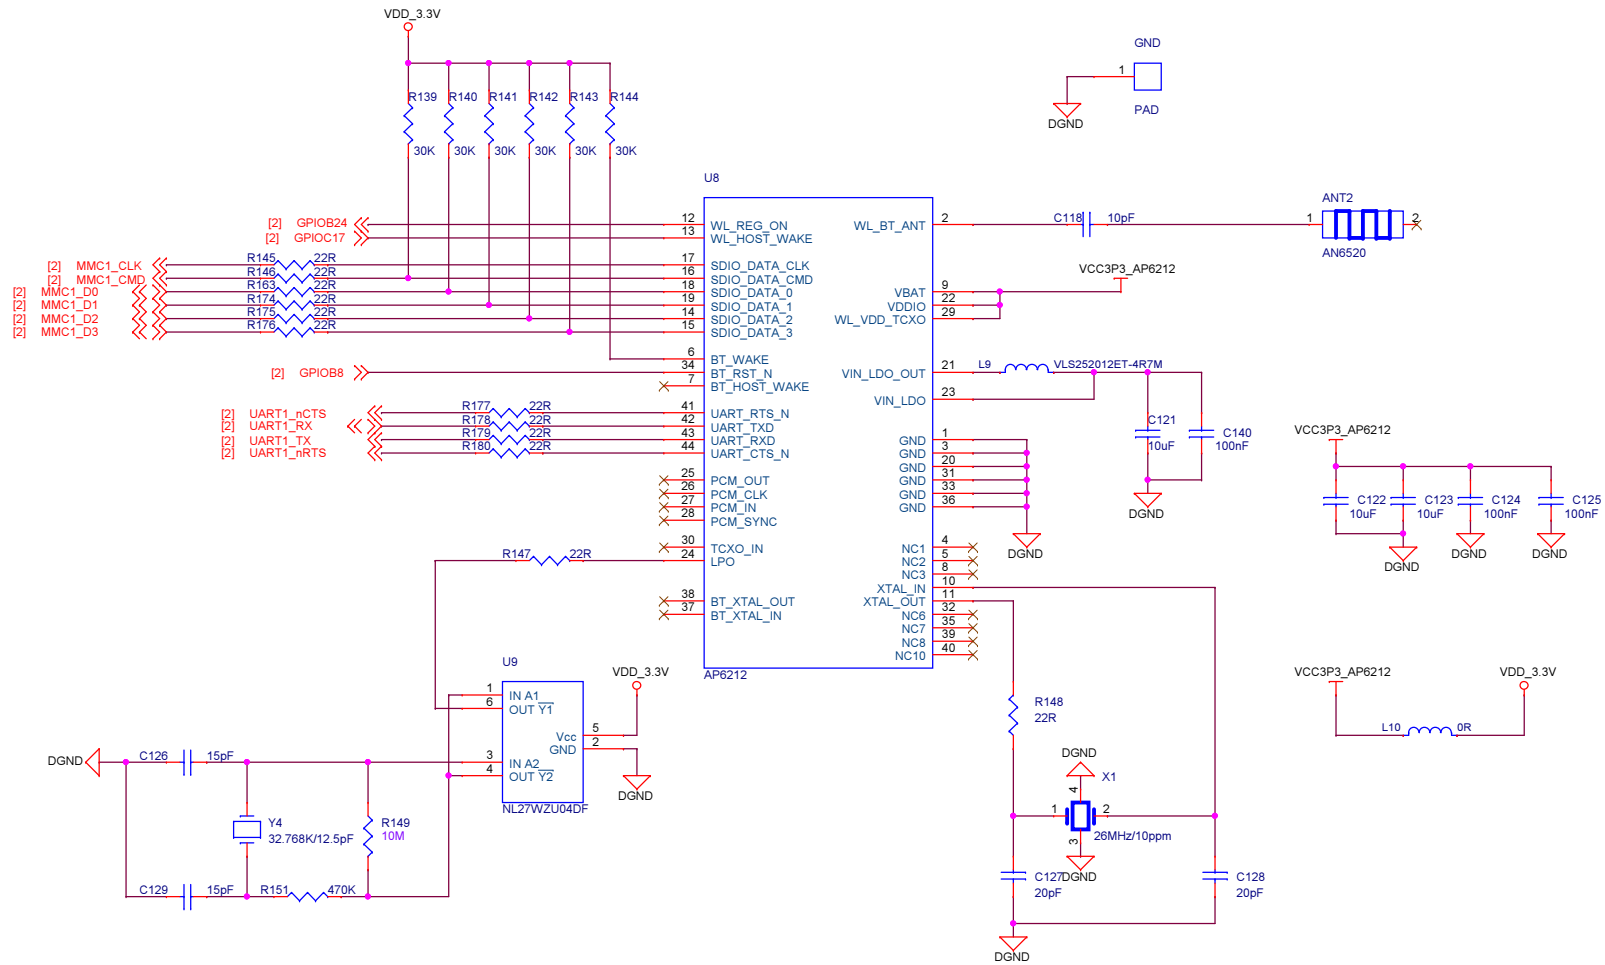 VDD_3.3V
GND
1
PAD
DGND
R139 R140 R141 R142 R143 R144
30K 30K 30K 30K 30K 30K
U8
[2] GPIOB24
[2] GPIOC17
[2] MMC1_CLK R145 22R
[2] MMC1_CMD R146 22R
[2] MMC1_D0 R163 22R
[2] MMC1_D1 R174 22R
[2] MMC1_D2 R175 22R
[2] MMC1_D3 R176 22R
[2] GPIOB8
[2] UART1_nCTS R177 22R
[2] UART1_RX R178 22R
[2] UART1_TX R179 22R
[2] UART1_nRTS R180 22R
12 WL_REG_ON
13 WL_HOST_WAKE
17 SDIO_DATA_CLK
16 SDIO_DATA_CMD
18 SDIO_DATA_0
19 SDIO_DATA_1
14 SDIO_DATA_2
15 SDIO_DATA_3
6 BT_WAKE
34 BT_RST_N
7 BT_HOST_WAKE
41 UART_RTS_N
42 UART_TXD
43 UART_RXD
44 UART_CTS_N
25 PCM_OUT
26 PCM_CLK
27 PCM_IN
28 PCM_SYNC
30 TCXO_IN
24 LPO
R147 22R
38 BT_XTAL_OUT
37 BT_XTAL_IN
AP6212
WL_BT_ANT 2
C118 10pF
ANT2
1 2
AN6520
VCC3P3_AP6212
VBAT 9
VDDIO 22
WL_VDD_TCXO 29
VIN_LDO_OUT 21
L9 VLS252012ET-4R7M
VIN_LDO 23
C121
10uF
C140
100nF
DGND
GND 1
GND 3
GND 20
GND 31
GND 33
GND 36
DGND
NC1 4
NC2 5
NC3 8
XTAL_IN 10
XTAL_OUT 11
NC6 32
NC7 35
NC8 39
NC10 40
VCC3P3_AP6212
C122
10uF
C123
10uF
C124
100nF
C125
100nF
DGND
DGND
DGND
VCC3P3_AP6212 VDD_3.3V
L10 0R
U9
VDD_3.3V
1 IN A1
6 OUT Y1
Vcc 5
GND 2
3 IN A2
4 OUT Y2
NL27WZU04DF
DGND
DGND
C126 15pF
Y4
32.768K/12.5pF
R149
10M
C129 15pF
R151 470K
R148
22R
DGND
X1
4
1 2
3
26MHz/10ppm
DGND
C127
20pF
C128
20pF
DGND